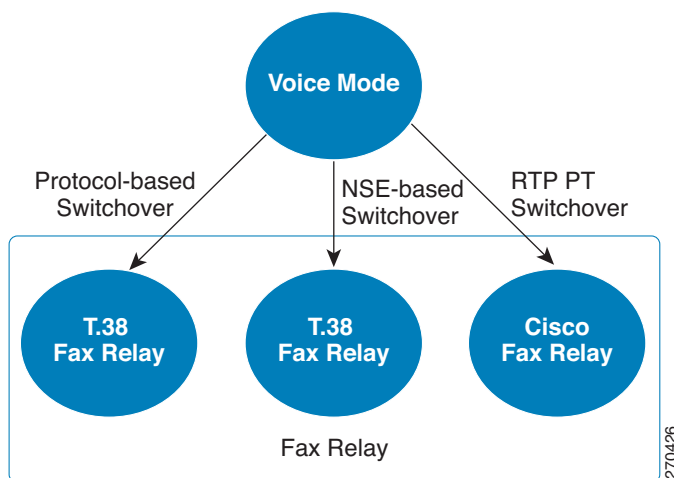 Voice Mode
Protocol-based
Switchover
NSE-based
Switchover
RTP PT
Switchover
T.38
Fax Relay
T.38
Fax Relay
Cisco
Fax Relay
Fax Relay
270426